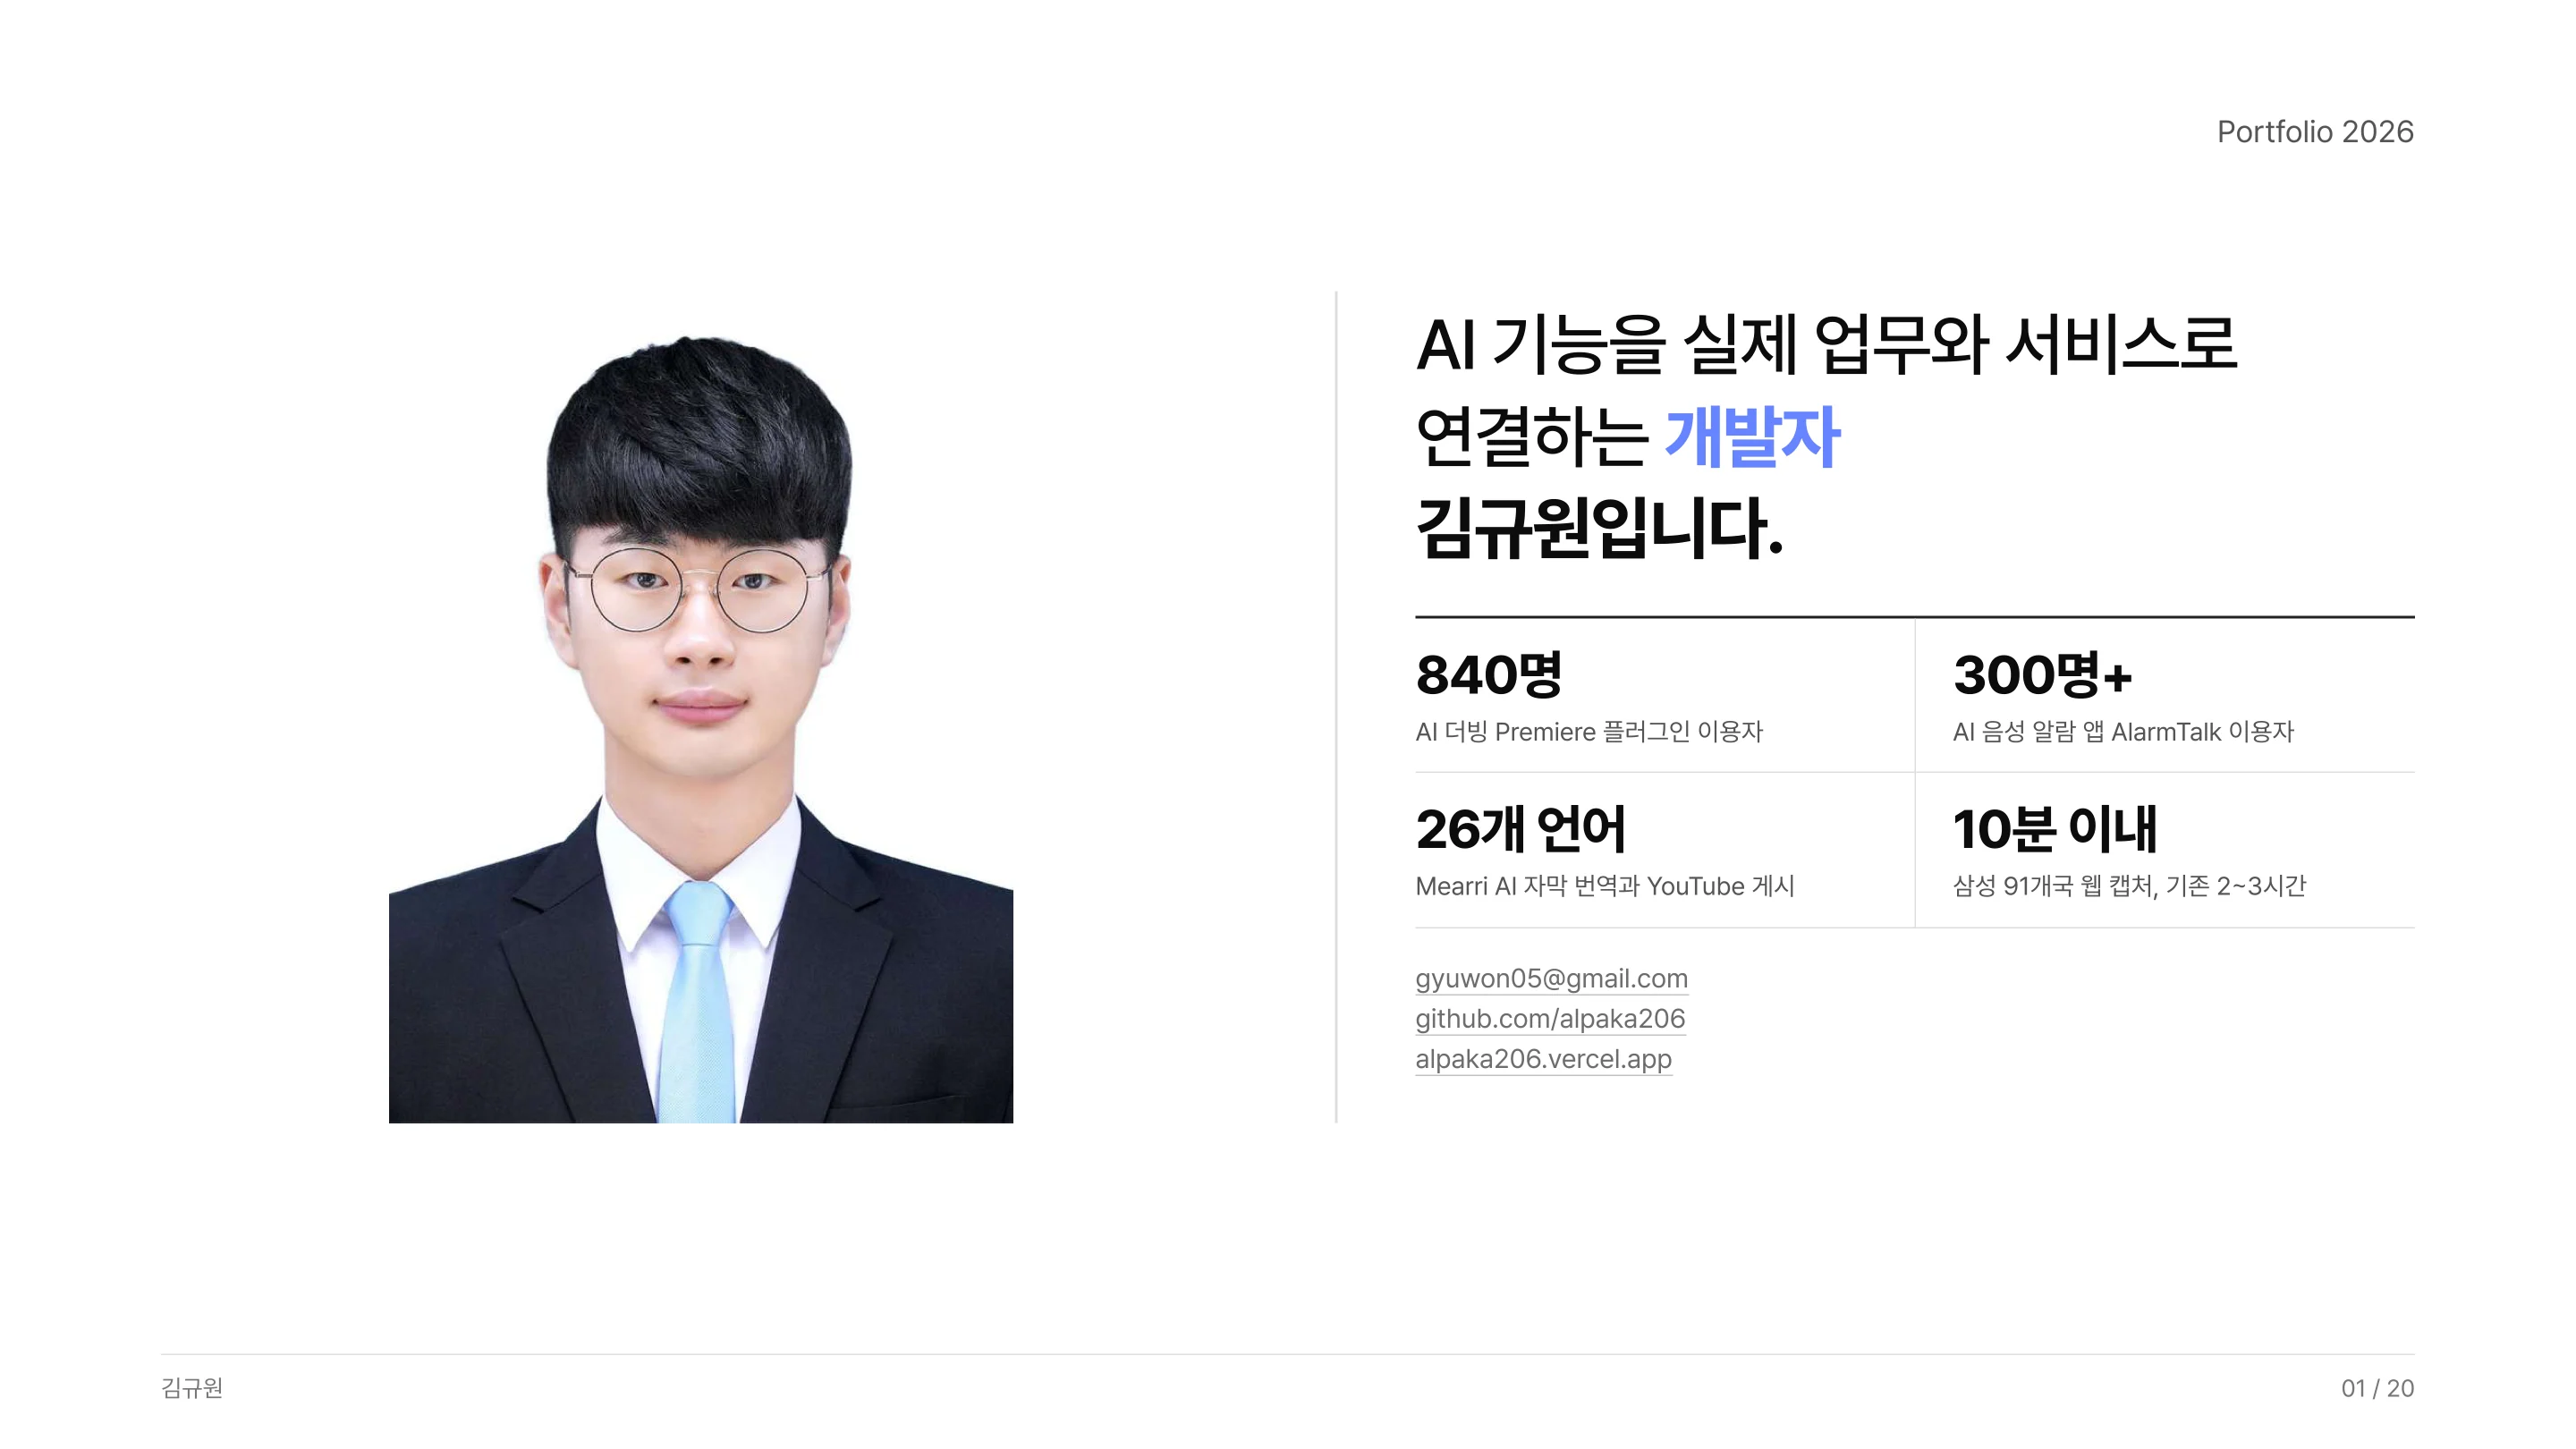 Portfolio 2026
AI 기능을 실제 업무와 서비스로
연결하는 개발자
김규원입니다.
840명
AI 더빙 Premiere 플러그인 이용자
300명+
AI 음성 알람 앱 AlarmTalk 이용자
26개 언어
Mearri AI 자막 번역과 YouTube 게시
10분 이내
삼성 91개국 웹 캡처, 기존 2~3시간
gyuwon05@gmail.com
github.com/alpaka206
alpaka206.vercel.app
김규원
01 / 20